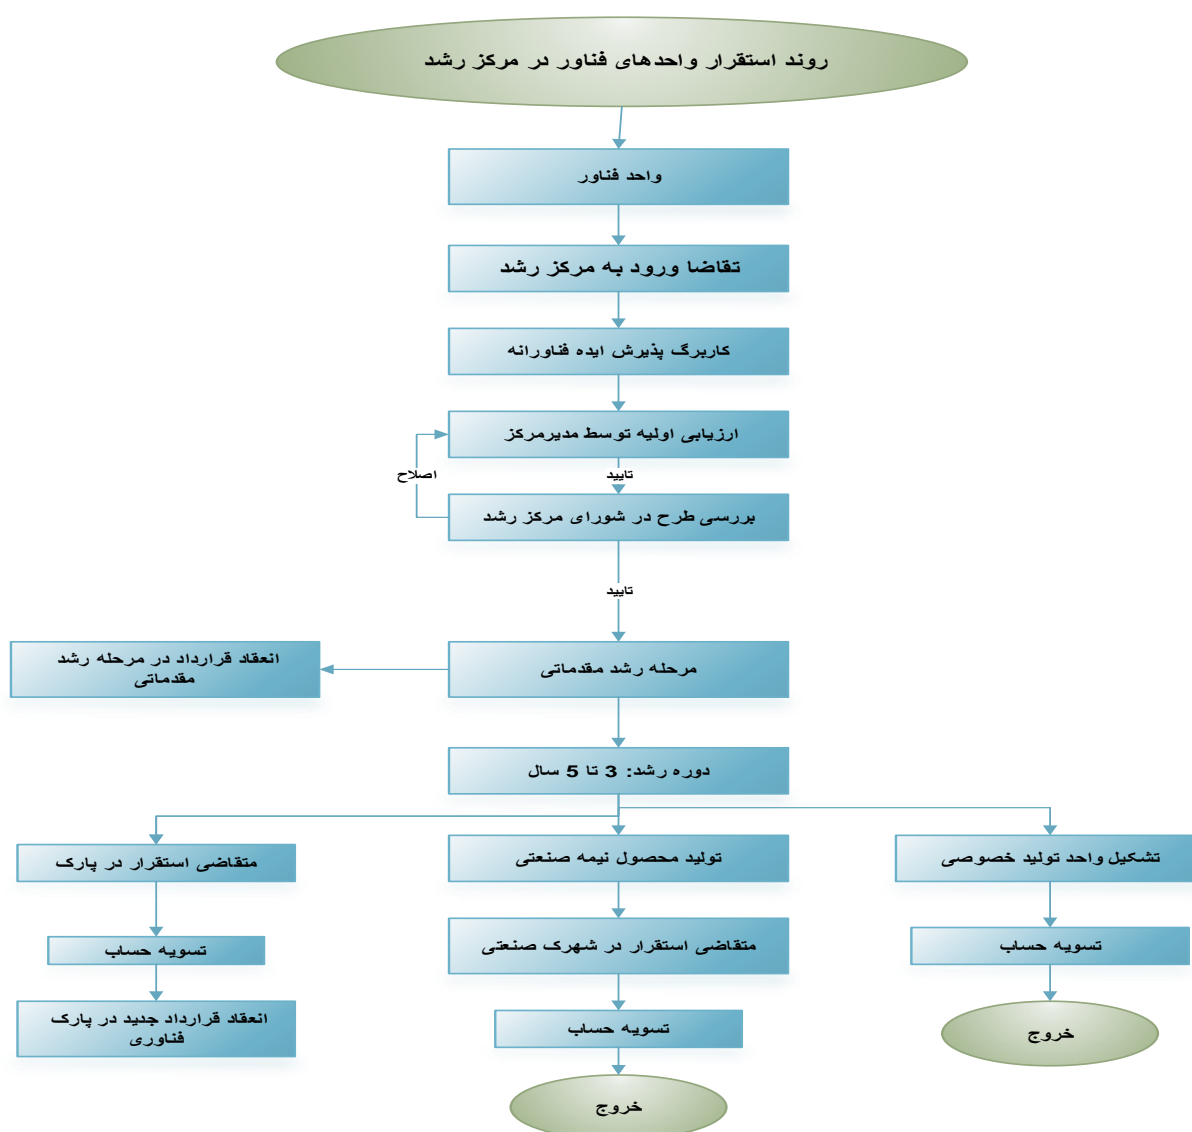 روند استقرار واحدهای فناور در مرکز رشد
واحد فناور
تقاضا ورود به مرکز رشد
کاربرگ پذیرش ایده فناورانه
ارزیابی اولیه توسط مدیرمرکز
اصلاح
تایید
بررسی طرح در شورای مرکز رشد
تایید
مرحله رشد مقدماتی
انعقاد قرارداد در مرحله رشد
مقدماتی
دوره رشد: 3 تا 5 سال
تشکیل واحد تولید خصوصی
تسویه حساب
خروج
تولید محصول نیمه صنعتی
متقاضی استقرار در شهرک صنعتی
تسویه حساب
خروج
متقاضی استقرار در پارک
تسویه حساب
انعقاد قرارداد جدید در پارک
فناوری